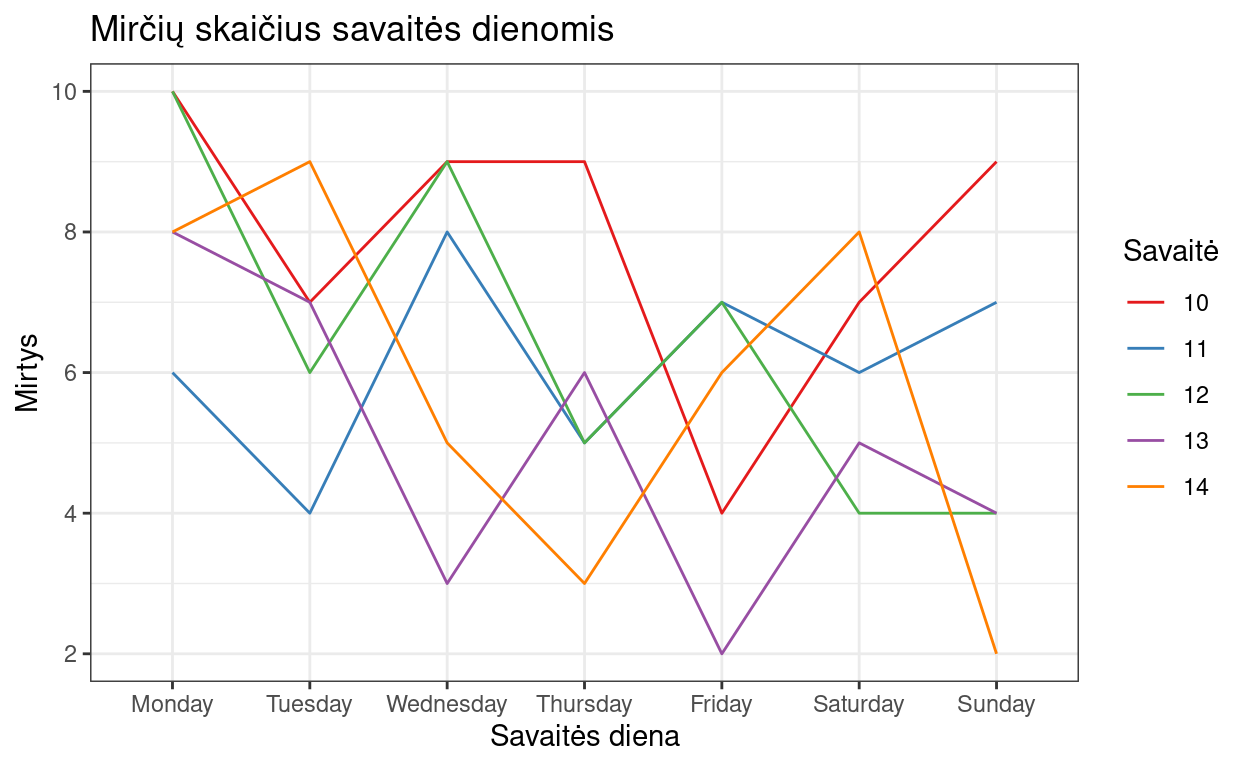 Mirčių skaičius savaitės dienomis
10
8
6
4
2
Mirtys
Monday Tuesday Wednesday Thursday Friday Saturday Sunday
Savaitės diena
Savaitė
10
11
12
13
14